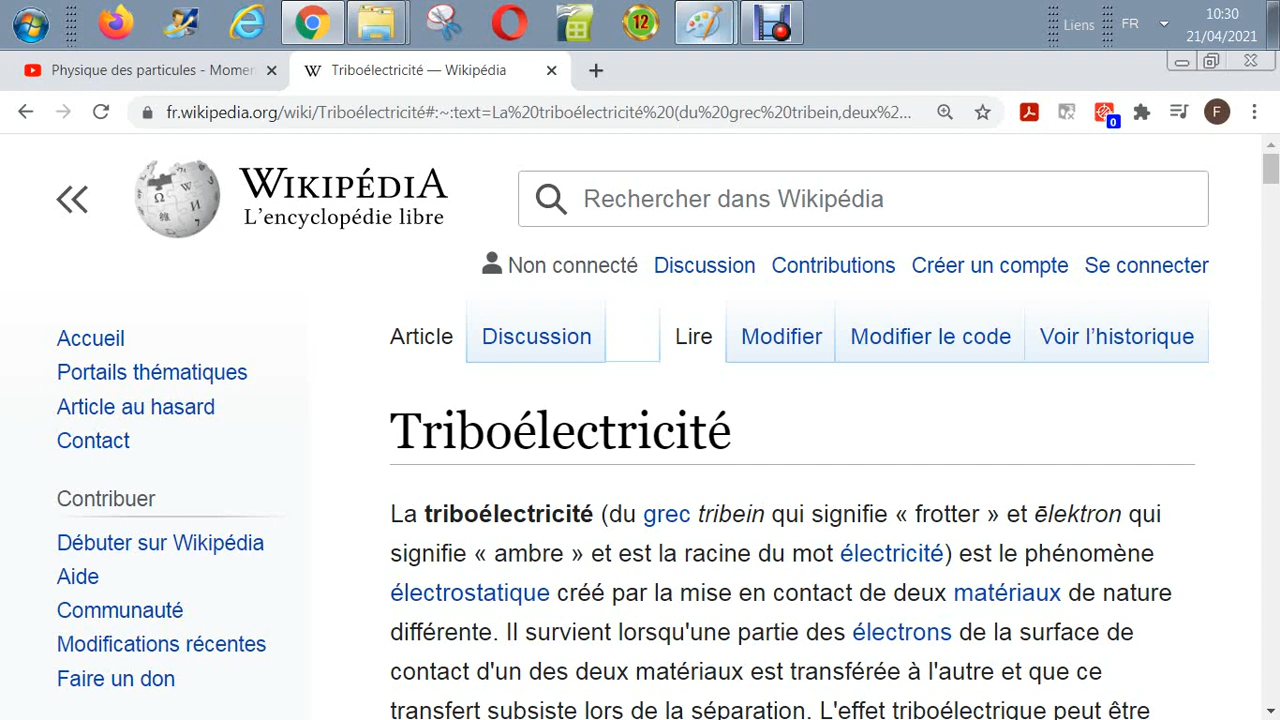 12
Liens
FR
10:30
21/04/2021
Physique des particules - Momen
Triboélectricité — Wikipédia
fr.wikipedia.org/wiki/Triboélectricité#:~:text=La%20triboélectricité%20(du%20grec%20tribein,deux%2...
0
F
WIKIPÉDIA
L'encyclopédie libre
Rechercher dans Wikipédia
Non connecté Discussion Contributions Créer un compte Se connecter
Article Discussion Lire Modifier Modifier le code Voir l’historique
Accueil
Portails thématiques
Article au hasard
Contact
Contribuer
Débuter sur Wikipédia
Aide
Communauté
Modifications récentes
Faire un don
Triboélectricité
La triboélectricité (du grec tribein qui signifie « frotter » et ēlektron qui
signifie « ambre » et est la racine du mot électricité) est le phénomène
électrostatique créé par la mise en contact de deux matériaux de nature
différente. Il survient lorsqu'une partie des électrons de la surface de
contact d'un des deux matériaux est transférée à l'autre et que ce
transfert subsiste lors de la séparation. L'effet triboélectrique peut être